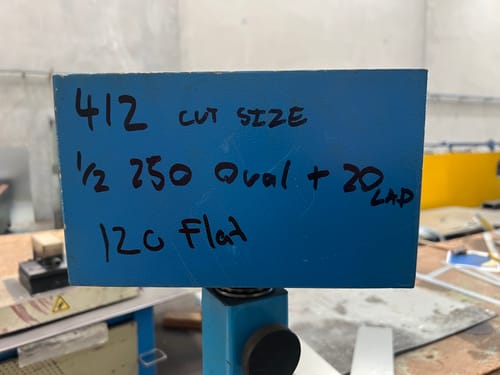 412 CUT SIZE
1/2 250 Oval + 20 LAP
120 Flat